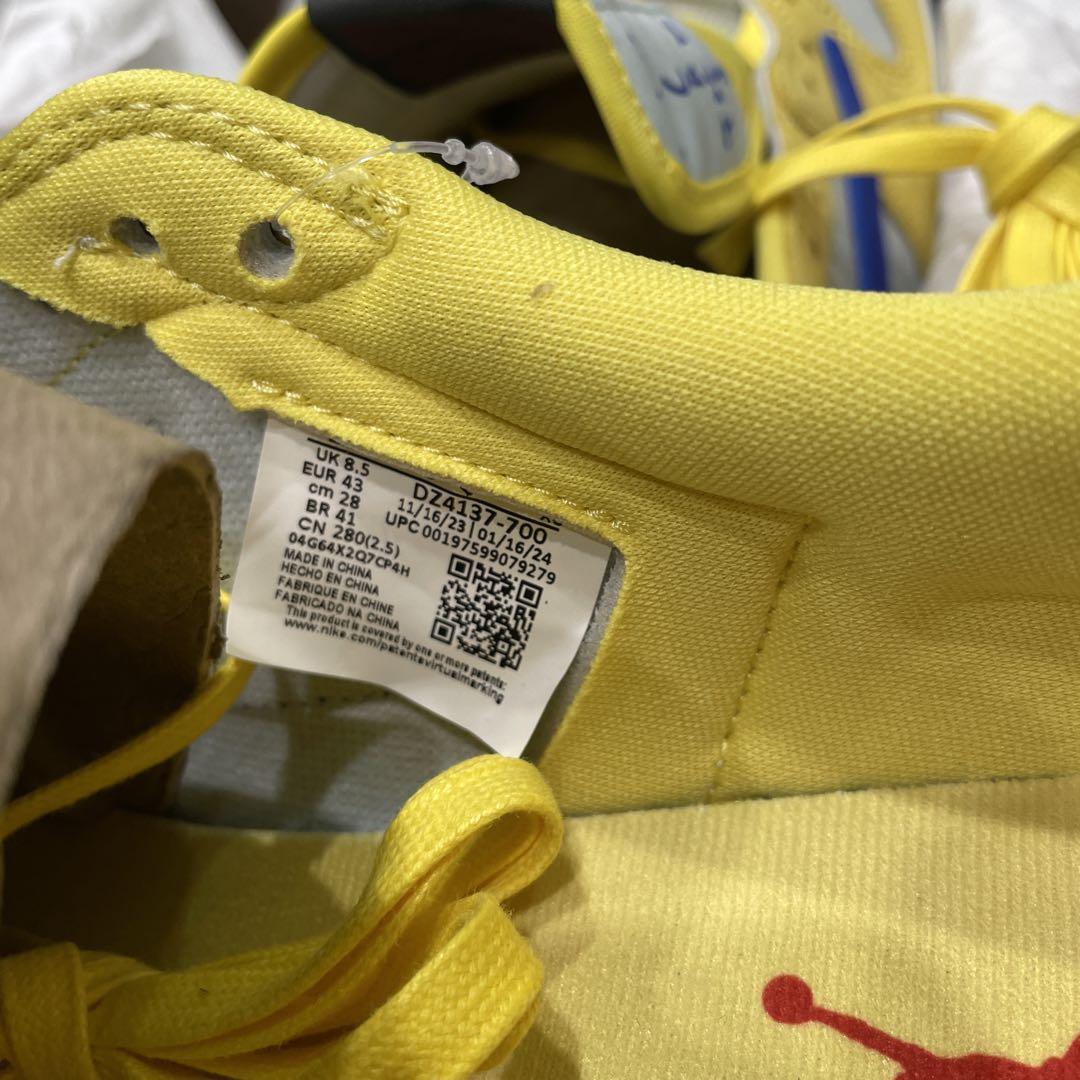 UK 8.5
EUR 43
cm 28
BR 41
CN 280(2.5)
DZ4137-700
11/16/23 | 01/16/24
UPC 00197599079279
04G64X2Q7CP4H
MADE IN CHINA
HECHO EN CHINA
FABRIQUE EN CHINE
FABRICADO NA CHINA
This product is covered by one or more patents:
www.nike.com/patentsvirtualmarking